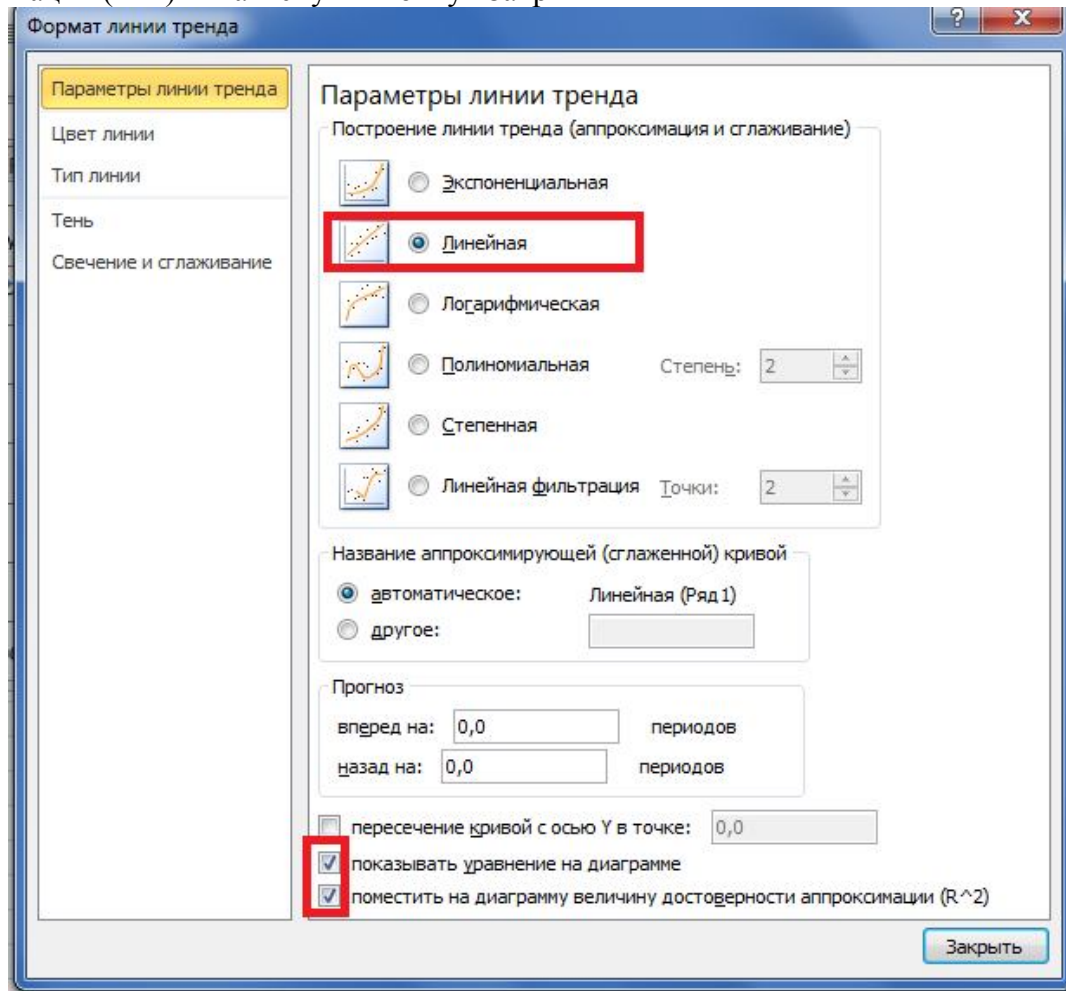 Формат линии тренда
Параметры линии тренда
Цвет линии
Тип линии
Тень
Свечение и сглаживание
Параметры линии тренда
Построение линии тренда (аппроксимация и сглаживание)
Экспоненциальная
Линейная
Логарифмическая
Полиномиальная Степень: 2
Степенная
Линейная фильтрация Точки: 2
Название аппроксимирующей (сглаженной) кривой
автоматическое: Линейная (Ряд1)
другое:
Прогноз
вперед на: 0,0 периодов
назад на: 0,0 периодов
пересечение кривой с осью Y в точке: 0,0
показывать уравнение на диаграмме
поместить на диаграмму величину достоверности аппроксимации (R^2)
Закрыть